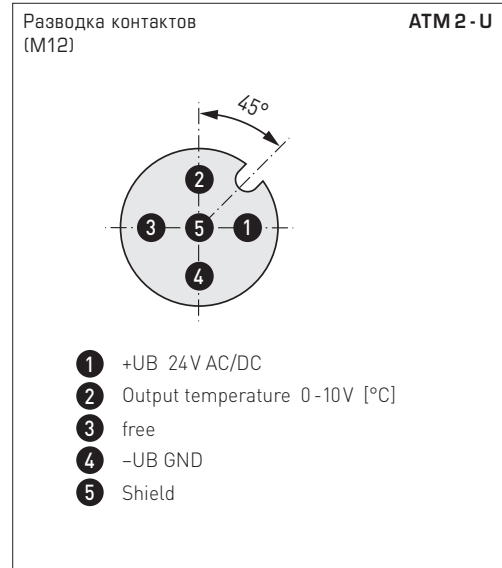 Разводка контактов ATM 2 - U
(M12)
45°
2
3 5 1
4
1 +UB 24V AC/DC
2 Output temperature 0 -10V [°C]
3 free
4 –UB GND
5 Shield